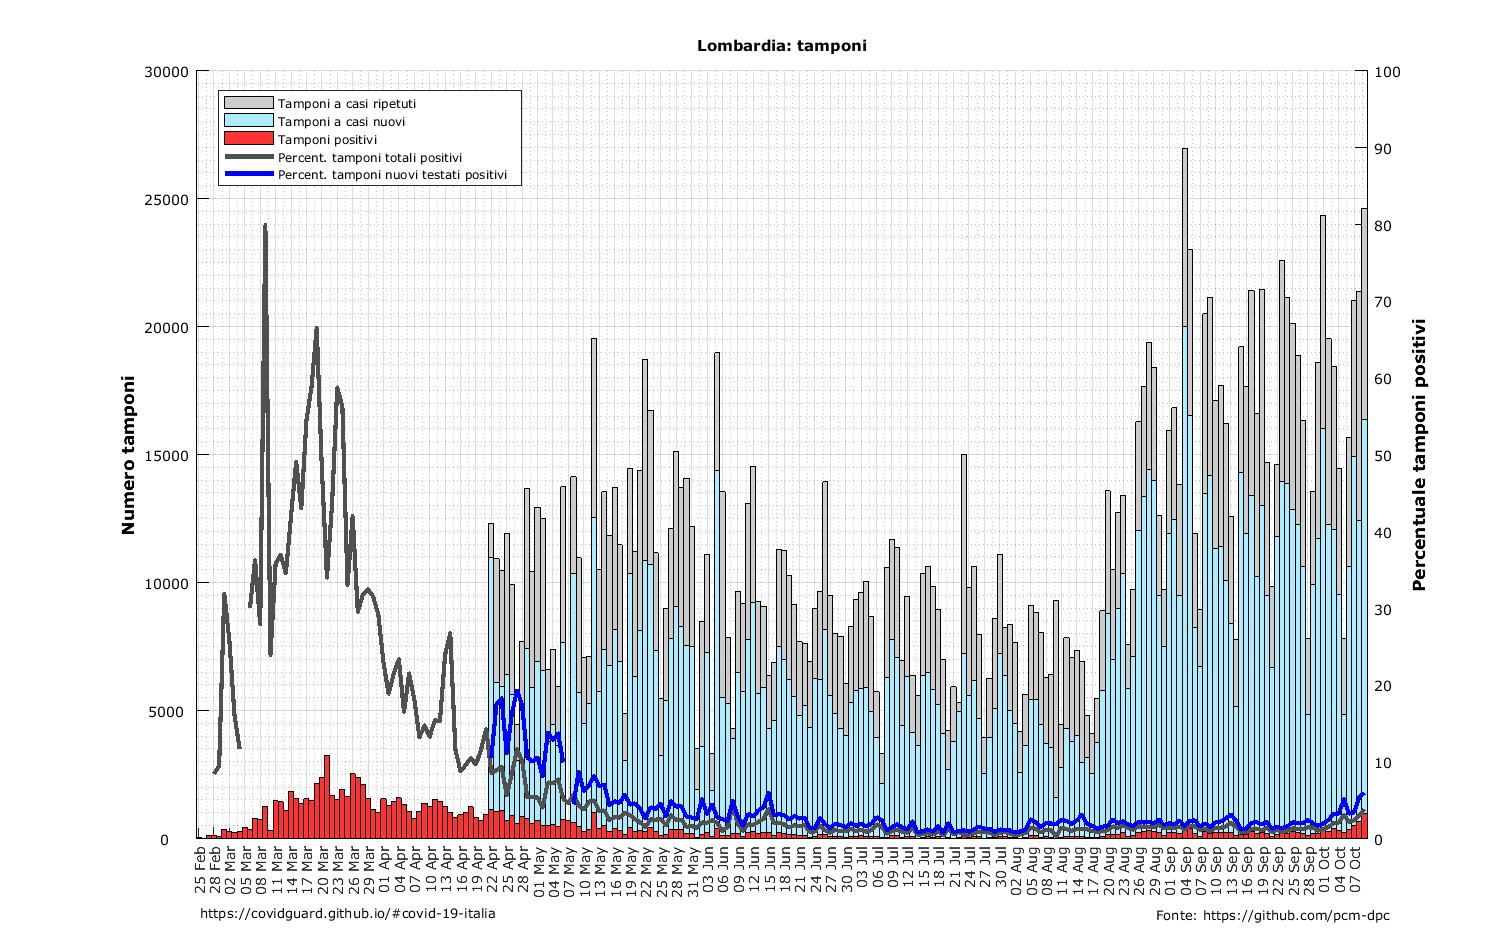 Lombardia: tamponi
30000
25000
20000
15000
10000
5000
0
Numero tamponi
Tamponi a casi ripetuti
Tamponi a casi nuovi
Tamponi positivi
Percent. tamponi totali positivi
Percent. tamponi nuovi testati positivi
100
90
80
70
60
50
40
30
20
10
0
Percentuale tamponi positivi
25 Feb
28 Feb
02 Mar
05 Mar
08 Mar
11 Mar
14 Mar
17 Mar
20 Mar
23 Mar
26 Mar
29 Mar
01 Apr
04 Apr
07 Apr
10 Apr
13 Apr
16 Apr
19 Apr
22 Apr
25 Apr
28 Apr
01 May
04 May
07 May
10 May
13 May
16 May
19 May
22 May
25 May
28 May
31 May
03 Jun
06 Jun
09 Jun
12 Jun
15 Jun
18 Jun
21 Jun
24 Jun
27 Jun
30 Jun
03 Jul
06 Jul
09 Jul
12 Jul
15 Jul
18 Jul
21 Jul
24 Jul
27 Jul
30 Jul
02 Aug
05 Aug
08 Aug
11 Aug
14 Aug
17 Aug
20 Aug
23 Aug
26 Aug
29 Aug
01 Sep
04 Sep
07 Sep
10 Sep
13 Sep
16 Sep
19 Sep
22 Sep
25 Sep
28 Sep
01 Oct
04 Oct
07 Oct
https://covidguard.github.io/#covid-19-italia
Fonte: https://github.com/pcm-dpc